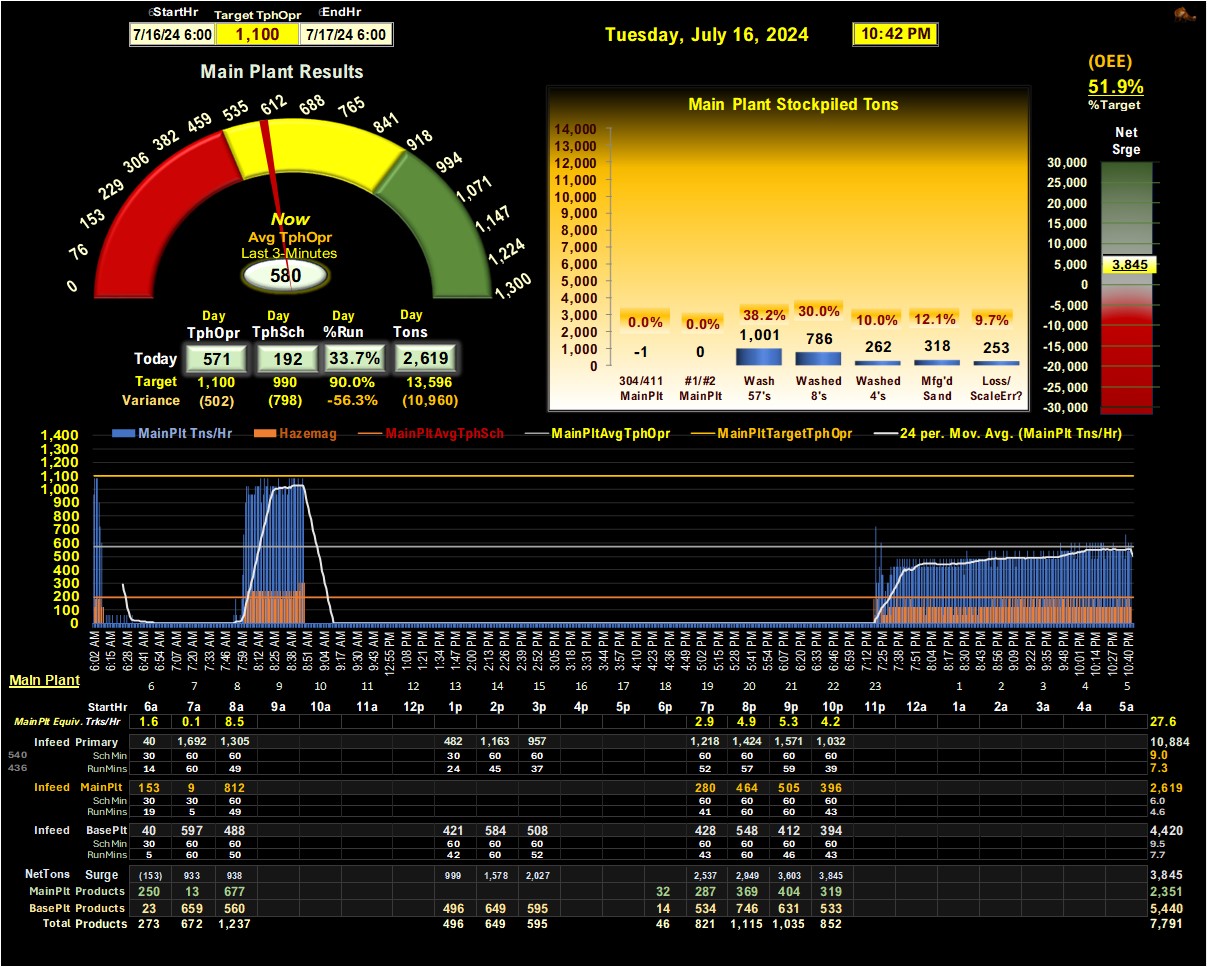 StartHr Target TphOpr EndHr
7/16/24 6:00 1,100 7/17/24 6:00
Tuesday, July 16, 2024 10:42 PM
(OEE)
51.9%
%Target
Main Plant Results
0 76 153 229 306 382 459 535 612 688 765 841 918 994 1,071 1,147 1,224 1,300
Now
Avg TphOpr
Last 3-Minutes
580
Day Day Day Day
TphOpr TphSch %Run Tons
Today 571 192 33.7% 2,619
Target 1,100 990 90.0% 13,596
Variance (502) (798) -56.3% (10,960)
Main Plant Stockpiled Tons
14,000
13,000
12,000
11,000
10,000
9,000
8,000
7,000
6,000
5,000
4,000
3,000
2,000
1,000
0
0.0% 0.0% 38.2% 30.0% 10.0% 12.1% 9.7%
-1 0 1,001 786 262 318 253
304/411 #1/#2 Wash Washed Washed Mfg'd Loss/
MainPlt MainPlt 57's 8's 4's Sand ScaleErr?
Net
Srge
30,000
25,000
20,000
15,000
10,000
5,000
0
-5,000
-10,000
-15,000
-20,000
-25,000
-30,000
3,845
MainPlt Tns/Hr Hazemag MainPltAvgTphSch MainPltAvgTphOpr MainPltTargetTphOpr 24 per. Mov. Avg. (MainPlt Tns/Hr)
1,400
1,300
1,200
1,100
1,000
900
800
700
600
500
400
300
200
100
0
6:02 AM 6:15 AM 6:28 AM 6:41 AM 6:54 AM 7:07 AM 7:20 AM 7:33 AM 7:46 AM 7:59 AM 8:12 AM 8:25 AM 8:38 AM 8:51 AM 9:04 AM 9:17 AM 9:30 AM 9:43 AM 12:55 PM 1:08 PM 1:21 PM 1:34 PM 1:47 PM 2:00 PM 2:13 PM 2:26 PM 2:39 PM 2:52 PM 3:05 PM 3:18 PM 3:31 PM 3:44 PM 3:57 PM 4:10 PM 4:23 PM 4:36 PM 4:49 PM 5:02 PM 5:15 PM 5:28 PM 5:41 PM 5:54 PM 6:07 PM 6:20 PM 6:33 PM 6:46 PM 6:59 PM 7:12 PM 7:25 PM 7:38 PM 7:51 PM 8:04 PM 8:17 PM 8:30 PM 8:43 PM 8:56 PM 9:09 PM 9:22 PM 9:35 PM 9:48 PM 10:01 PM 10:14 PM 10:27 PM 10:40 PM
Main Plant
6 7 8 9 10 11 12 13 14 15 16 17 18 19 20 21 22 23 1 2 3 4 5
StartHr 6a 7a 8a 9a 10a 11a 12p 1p 2p 3p 4p 5p 6p 7p 8p 9p 10p 11p 12a 1a 2a 3a 4a 5a
MainPlt Equiv. Trks/Hr 1.6 0.1 8.5 2.9 4.9 5.3 4.2 27.6
Infeed Primary 40 1,692 1,305 482 1,163 957 1,218 1,424 1,571 1,032 10,884
540 Sch Min 30 60 60 30 60 60 60 60 60 60 9.0
436 RunMins 14 60 49 24 45 37 52 57 59 39 7.3
Infeed MainPlt 153 9 812 280 464 505 396 2,619
Sch Min 30 30 60 60 60 60 60 6.0
RunMins 19 5 49 41 60 60 43 4.6
Infeed BasePlt 40 597 488 421 584 508 428 548 412 394 4,420
Sch Min 30 60 60 60 60 60 60 60 60 60 9.5
RunMins 5 60 50 42 60 52 43 60 46 43 7.7
NetTons Surge (153) 933 938 999 1,578 2,027 2,537 2,949 3,603 3,845 3,845
MainPlt Products 250 13 677 32 287 369 404 319 2,351
BasePlt Products 23 659 560 496 649 595 14 534 746 631 533 5,440
Total Products 273 672 1,237 496 649 595 46 821 1,115 1,035 852 7,791